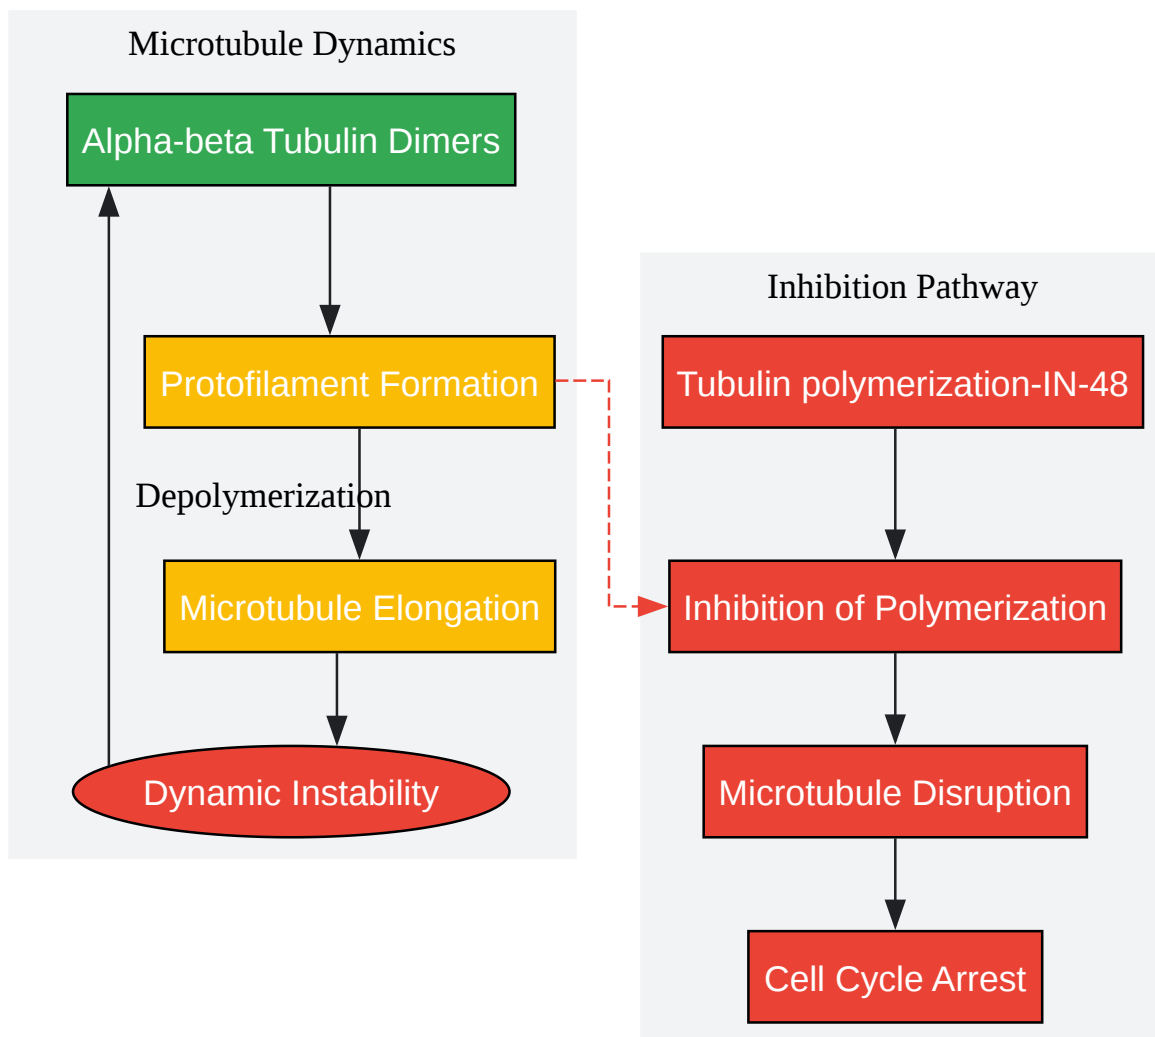 Microtubule Dynamics
Alpha-beta Tubulin Dimers
Protofilament Formation
Depolymerization
Microtubule Elongation
Dynamic Instability
Inhibition Pathway
Tubulin polymerization-IN-48
Inhibition of Polymerization
Microtubule Disruption
Cell Cycle Arrest